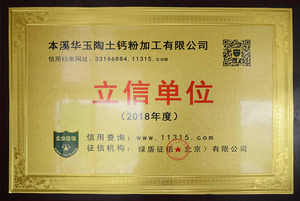 本溪华玉陶土钙粉加工有限公司
信用档案网址：33166884.11315.com
立信单位
(2018年度)
企业征信
信用查询：www.11315.com
征信机构：绿盾征信（北京）有限公司